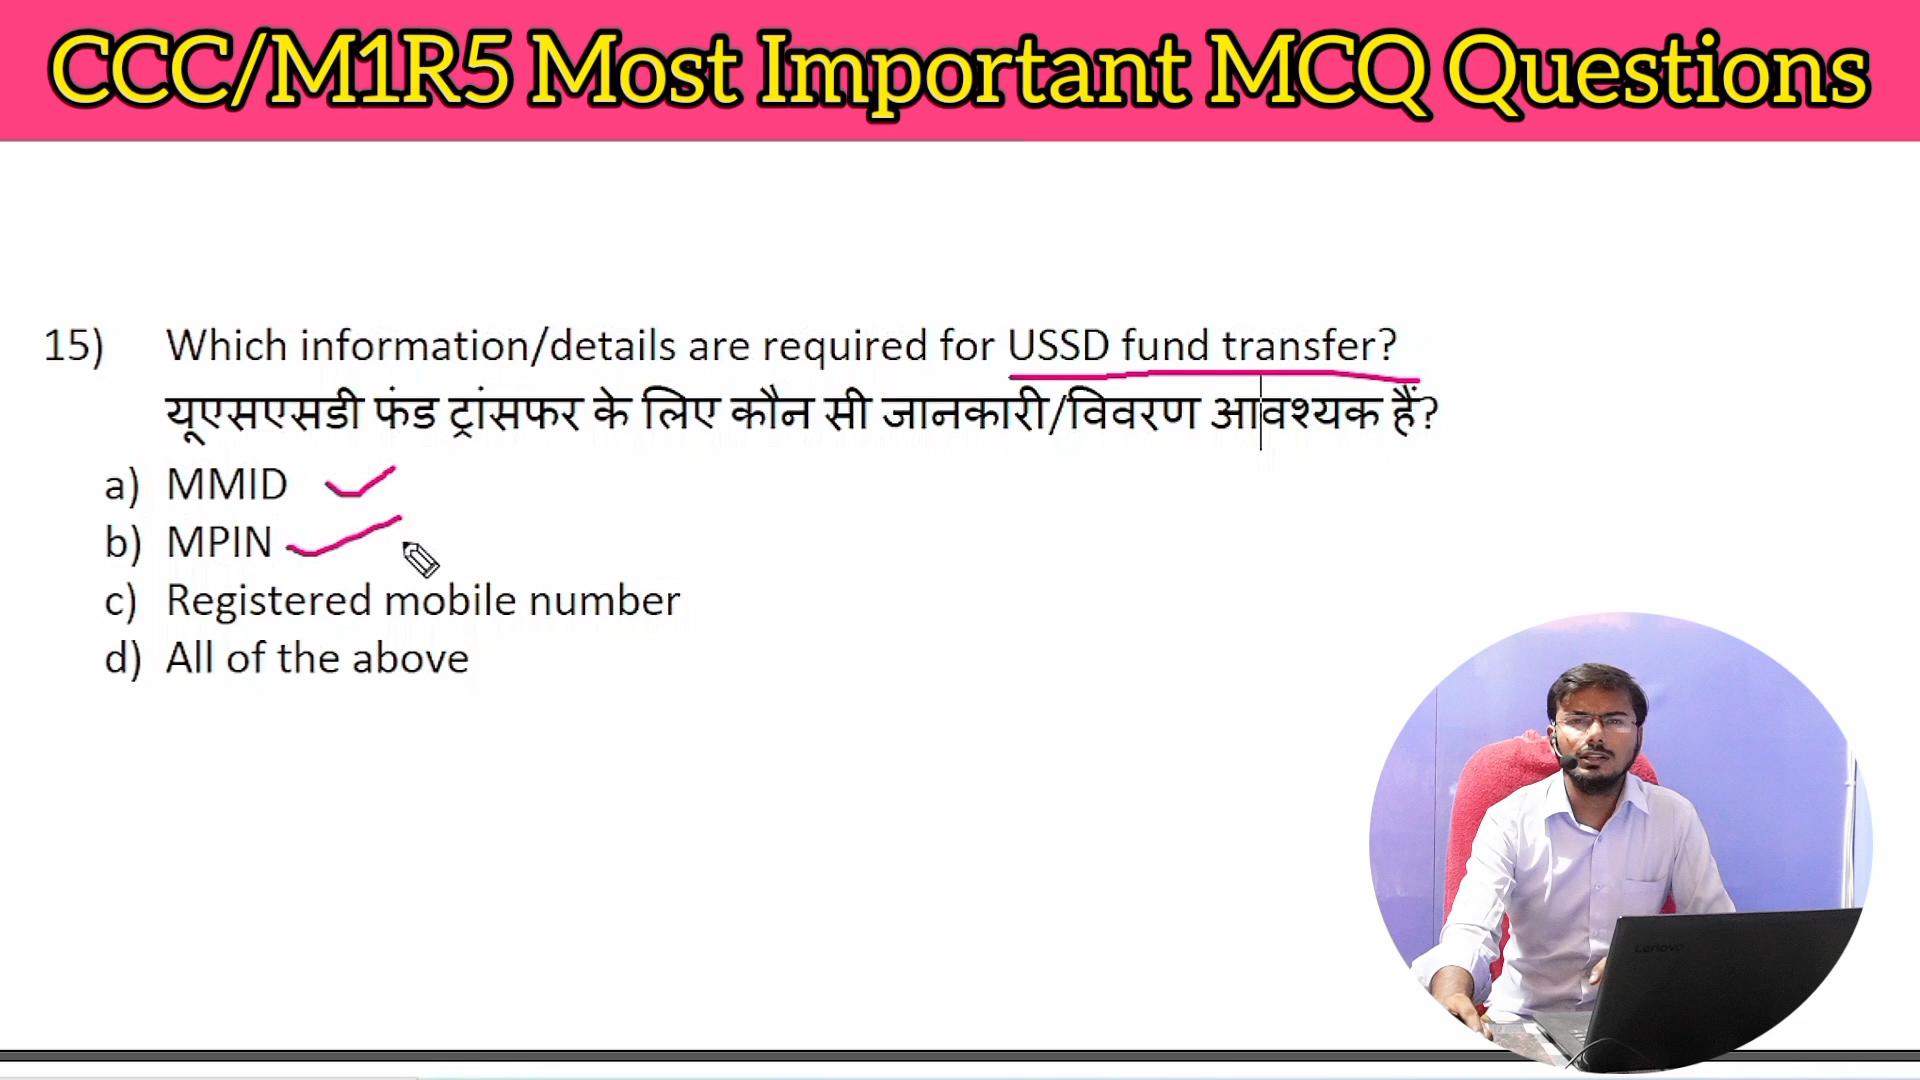 CCC/M1R5 Most Important MCQ Questions
15) Which information/details are required for USSD fund transfer?
यूएसएसडी फंड ट्रांसफर के लिए कौन सी जानकारी/विवरण आवश्यक हैं?
a) MMID
b) MPIN
c) Registered mobile number
d) All of the above
Lenovo